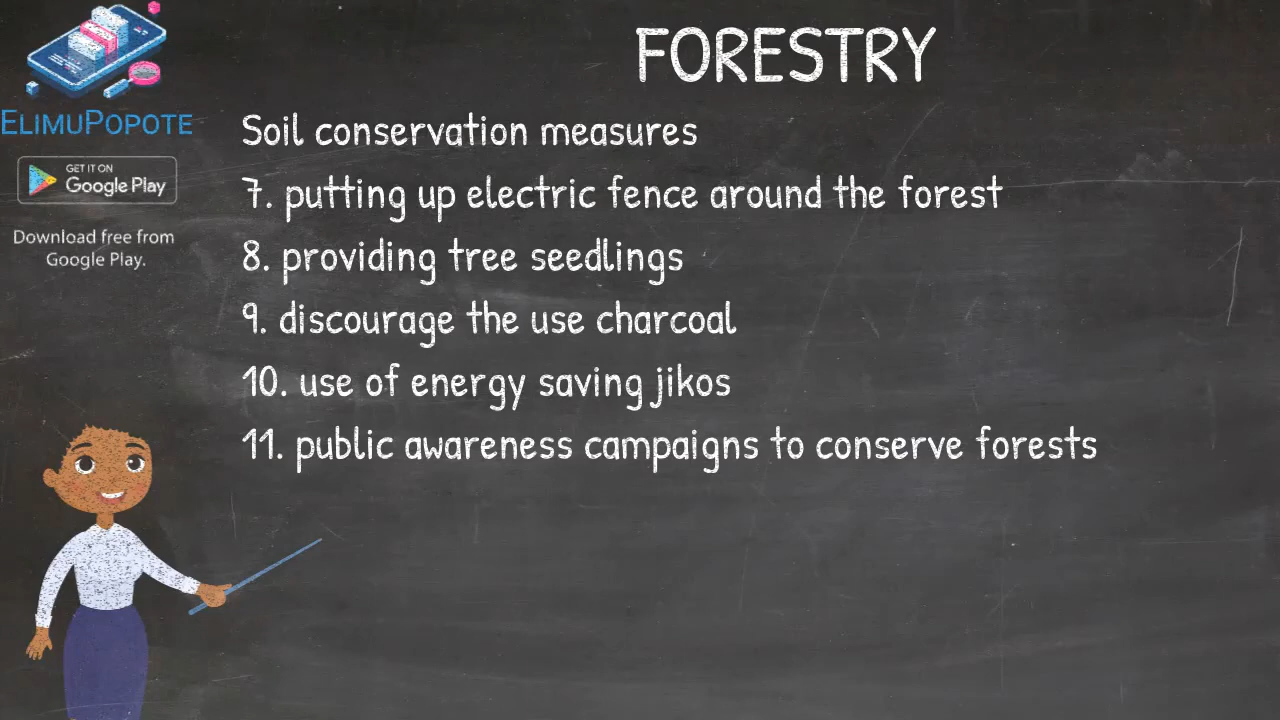 FORESTRY
ELIMUPOPOTE
GET IT ON
Google Play
Download free from
Google Play.
Soil conservation measures
7. putting up electric fence around the forest
8. providing tree seedlings
9. discourage the use charcoal
10. use of energy saving jikos
11. public awareness campaigns to conserve forests